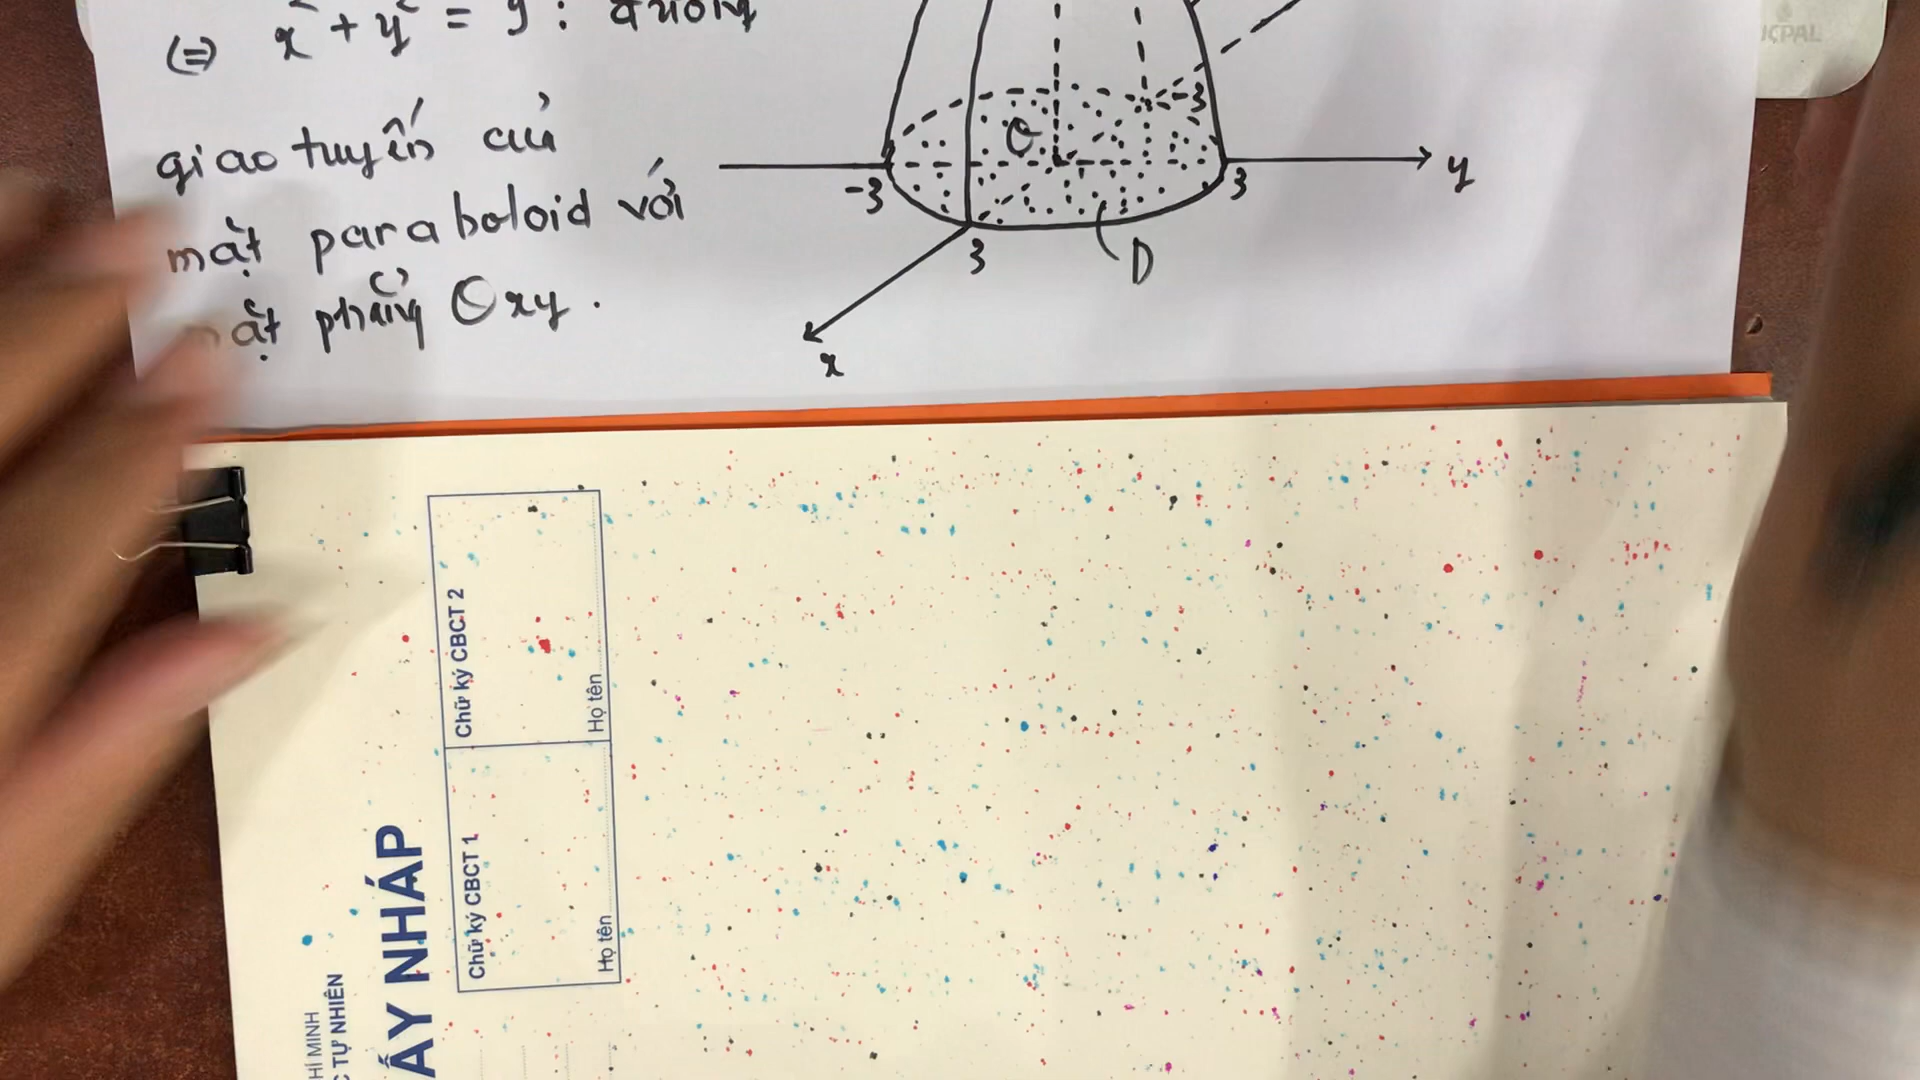 (=) x² + y² = 9 : đường
giao tuyến của
mặt paraboloid với
mặt phẳng Oxy.
O
-3
-3
3
y
3
D
x
Chữ ký CBCT 2
Họ tên
Chữ ký CBCT 1
Họ tên
ẤY NHÁP
HÍ MINH
C TỰ NHIÊN